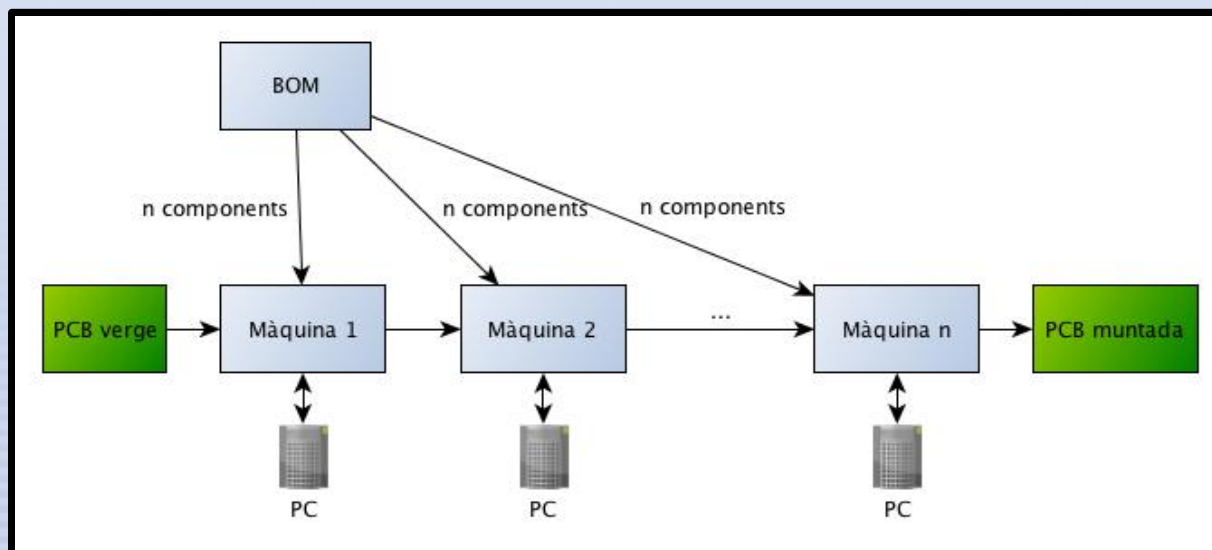 BOM
n components
n components
n components
PCB verge
Màquina 1
Màquina 2
...
Màquina n
PCB muntada
PC
PC
PC